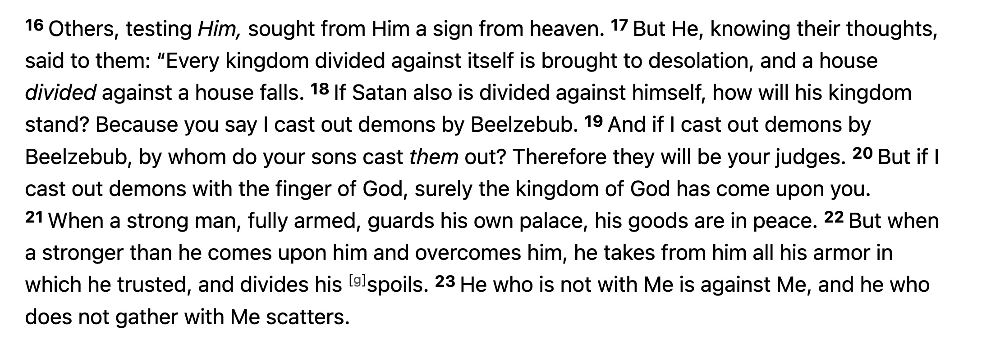 16 Others, testing Him, sought from Him a sign from heaven. 17 But He, knowing their thoughts,
said to them: “Every kingdom divided against itself is brought to desolation, and a house
divided against a house falls. 18 If Satan also is divided against himself, how will his kingdom
stand? Because you say I cast out demons by Beelzebub. 19 And if I cast out demons by
Beelzebub, by whom do your sons cast them out? Therefore they will be your judges. 20 But if I
cast out demons with the finger of God, surely the kingdom of God has come upon you.
21 When a strong man, fully armed, guards his own palace, his goods are in peace. 22 But when
a stronger than he comes upon him and overcomes him, he takes from him all his armor in
which he trusted, and divides his [g]spoils. 23 He who is not with Me is against Me, and he who
does not gather with Me scatters.